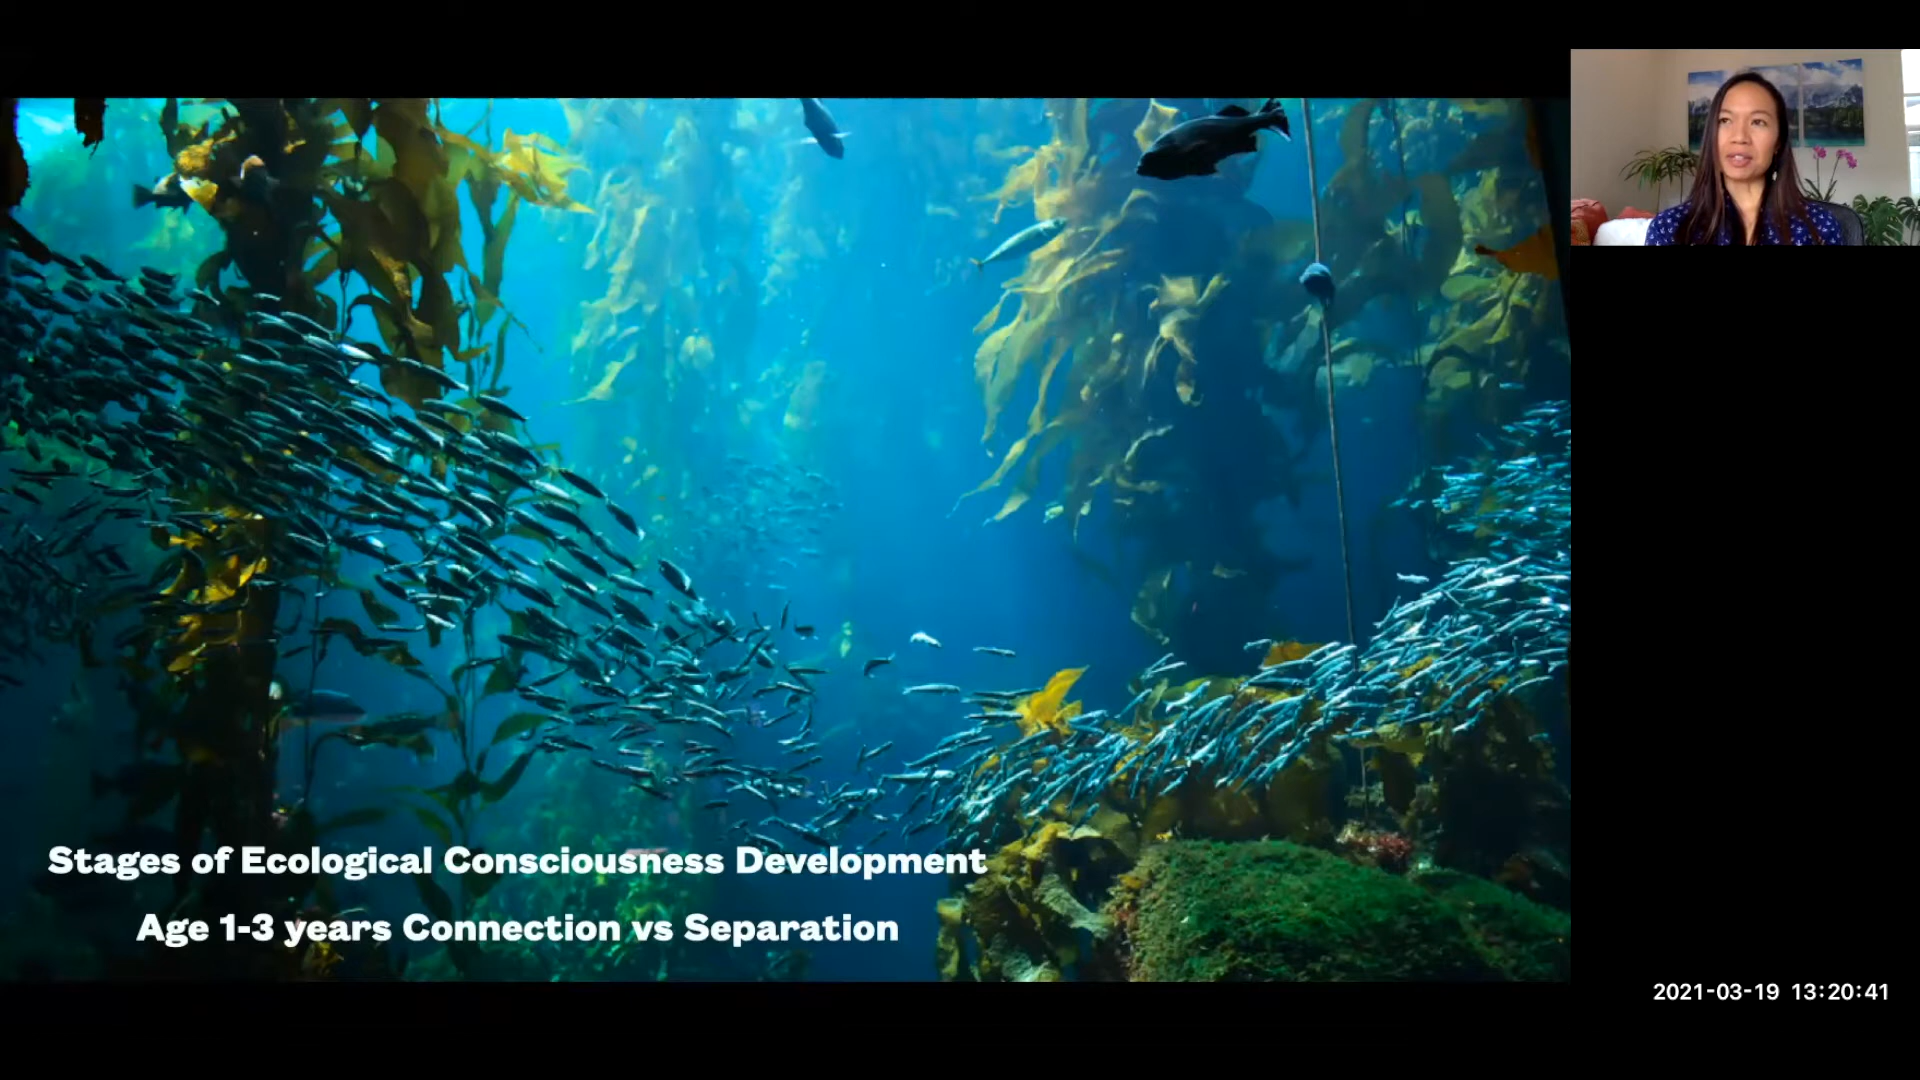 Stages of Ecological Consciousness Development
Age 1-3 years Connection vs Separation
2021-03-19 13:20:41